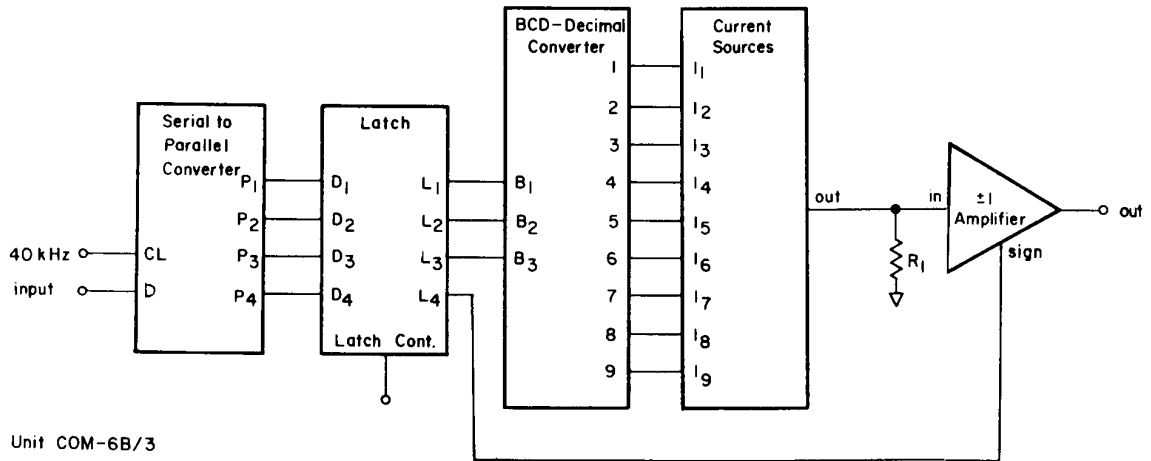 BCD-Decimal
Converter
Current
Sources
Serial to
Parallel
Converter
Latch
1
2
3
4
5
6
7
8
9
I1
I2
I3
I4
I5
I6
I7
I8
I9
P1
P2
P3
P4
D1
D2
D3
D4
L1
L2
L3
L4
B1
B2
B3
40 kHz
input
CL
D
Latch Cont.
out
in
±1
Amplifier
sign
out
R1
Unit COM-6B/3